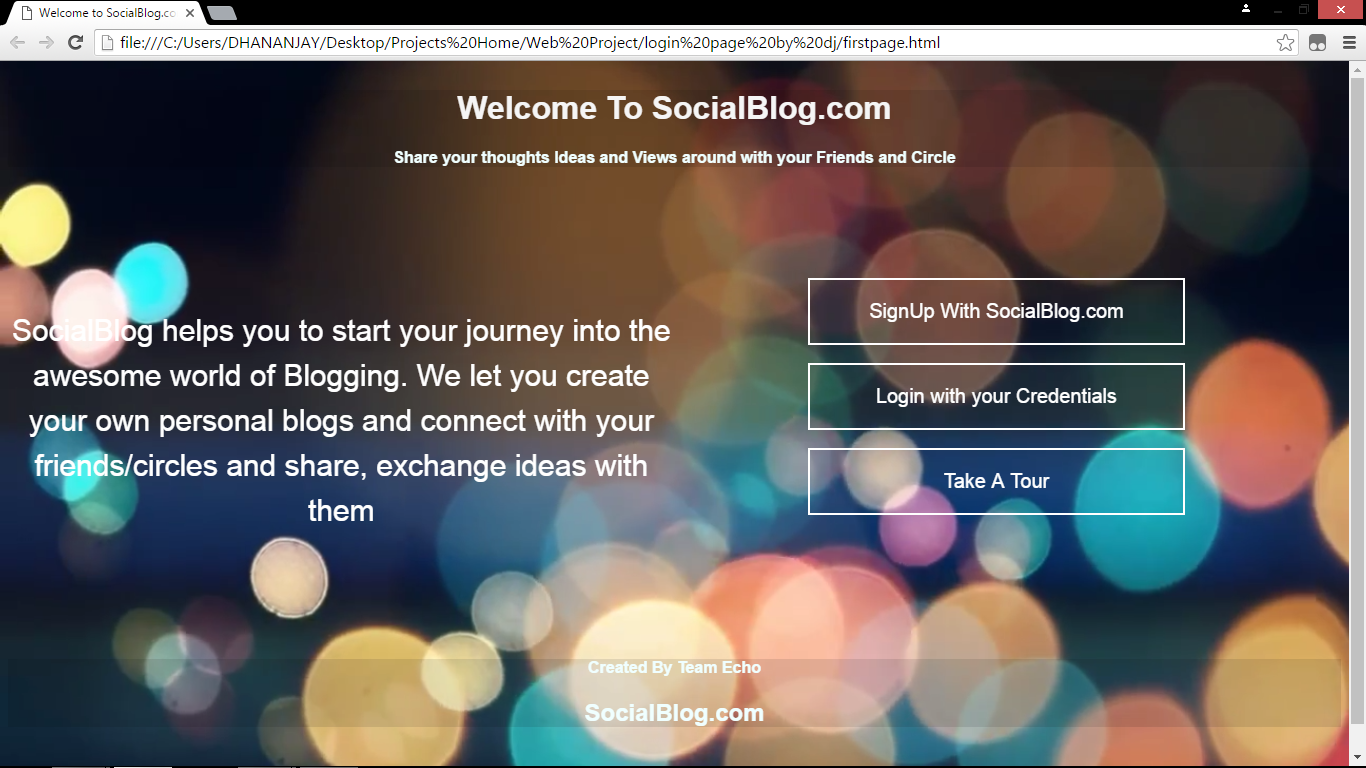 Welcome to SocialBlog.co
file:///C:/Users/DHANANJAY/Desktop/Projects%20Home/Web%20Project/login%20page%20by%20dj/firstpage.html
Welcome To SocialBlog.com
Share your thoughts Ideas and Views around with your Friends and Circle
SocialBlog helps you to start your journey into the
awesome world of Blogging. We let you create
your own personal blogs and connect with your
friends/circles and share, exchange ideas with
them
SignUp With SocialBlog.com
Login with your Credentials
Take A Tour
Created By Team Echo
SocialBlog.com